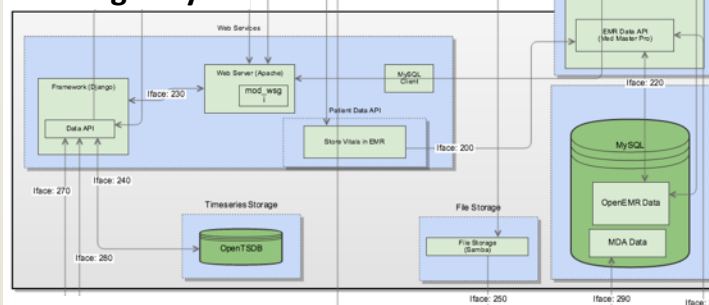 Web Services
EMR Data API
(Med Master Pro)
Framework (Django)
Web Server (Apache)
mod_wsg
i
MySQL
Client
Iface: 230
Iface: 220
Data API
Patient Data API
Store Vitals in EMR
Iface: 200
MySQL
Iface: 270
Iface: 240
OpenEMR Data
Timeseries Storage
File Storage
OpenTSDB
File Storage
(Samba)
MDA Data
Iface: 280
Iface: 250
Iface: 290
Iface: